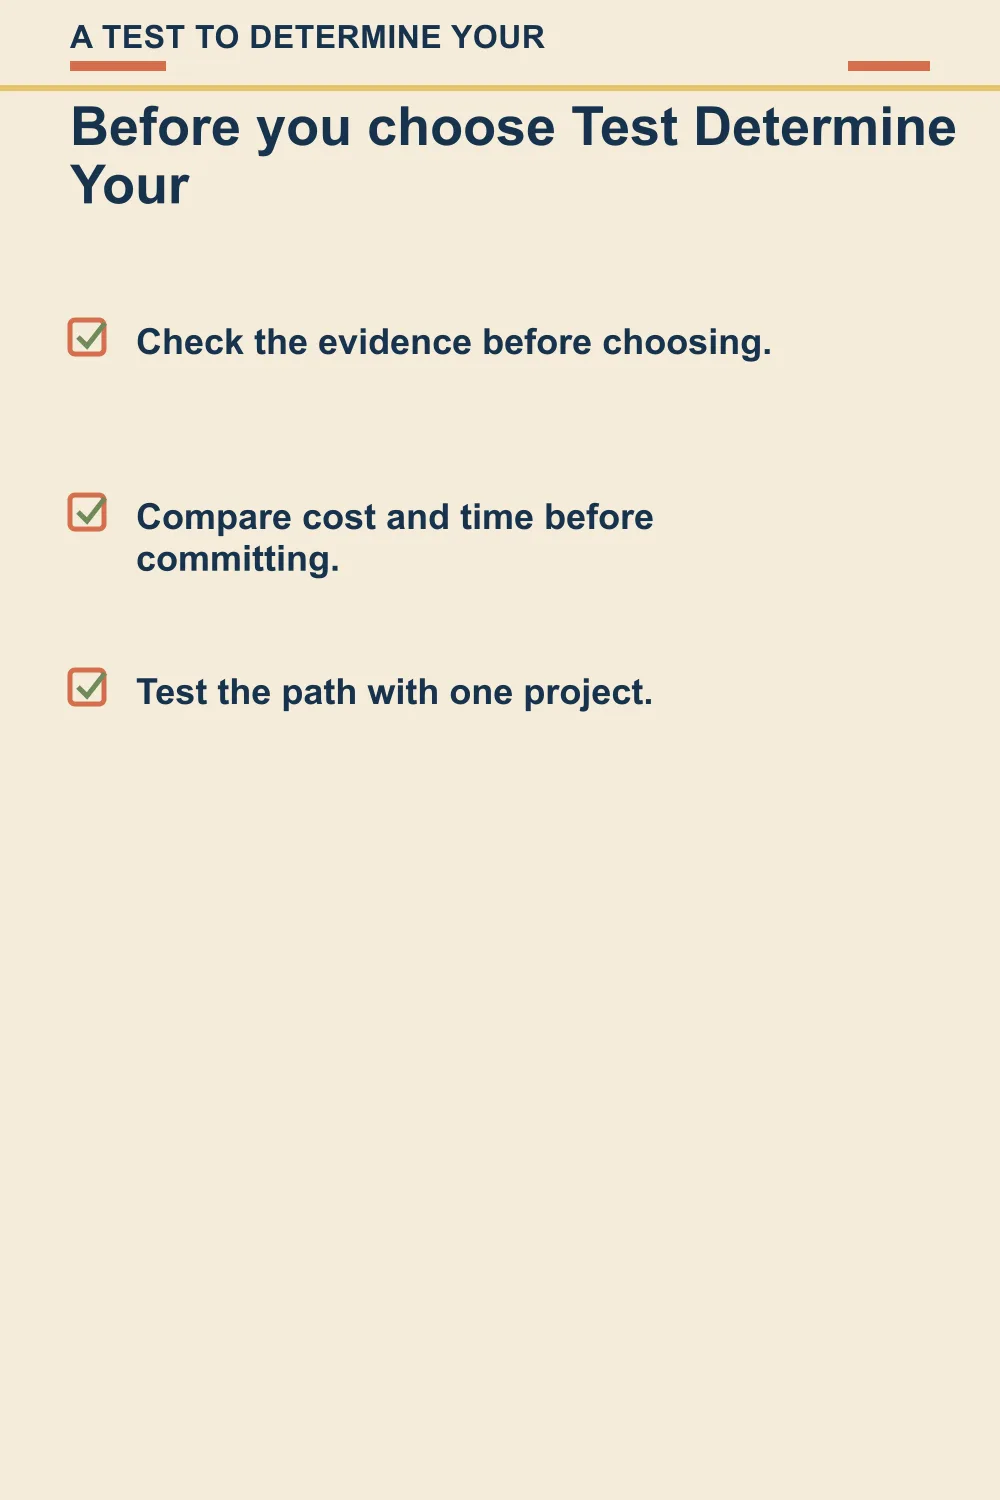 A TEST TO DETERMINE YOUR
Before you choose Test Determine
Your
Check the evidence before choosing.
Compare cost and time before
committing.
Test the path with one project.